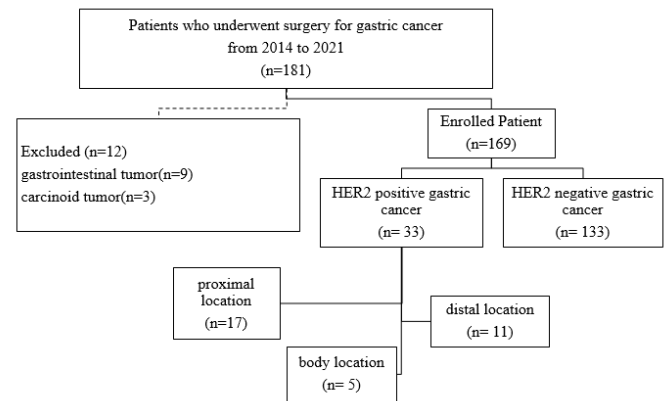 Patients who underwent surgery for gastric cancer
from 2014 to 2021
(n=181)
Excluded (n=12)
gastrointestinal tumor(n=9)
carcinoid tumor(n=3)
Enrolled Patient
(n=169)
HER2 positive gastric
cancer
(n= 33)
HER2 negative gastric
cancer
(n= 133)
proximal
location
(n=17)
distal location
(n= 11)
body location
(n= 5)